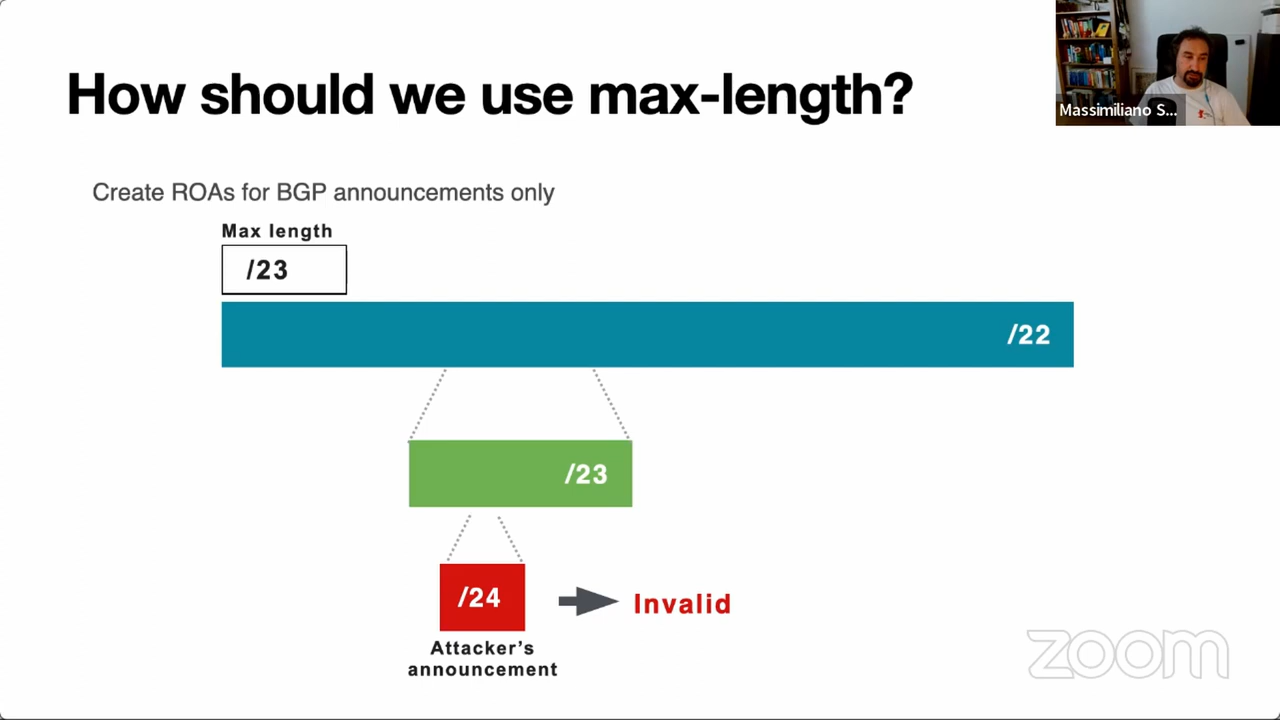 How should we use max-length?
Massimiliano S...
Create ROAs for BGP announcements only
Max length
/23
/22
/23
/24
Invalid
Attacker's
announcement
zoom